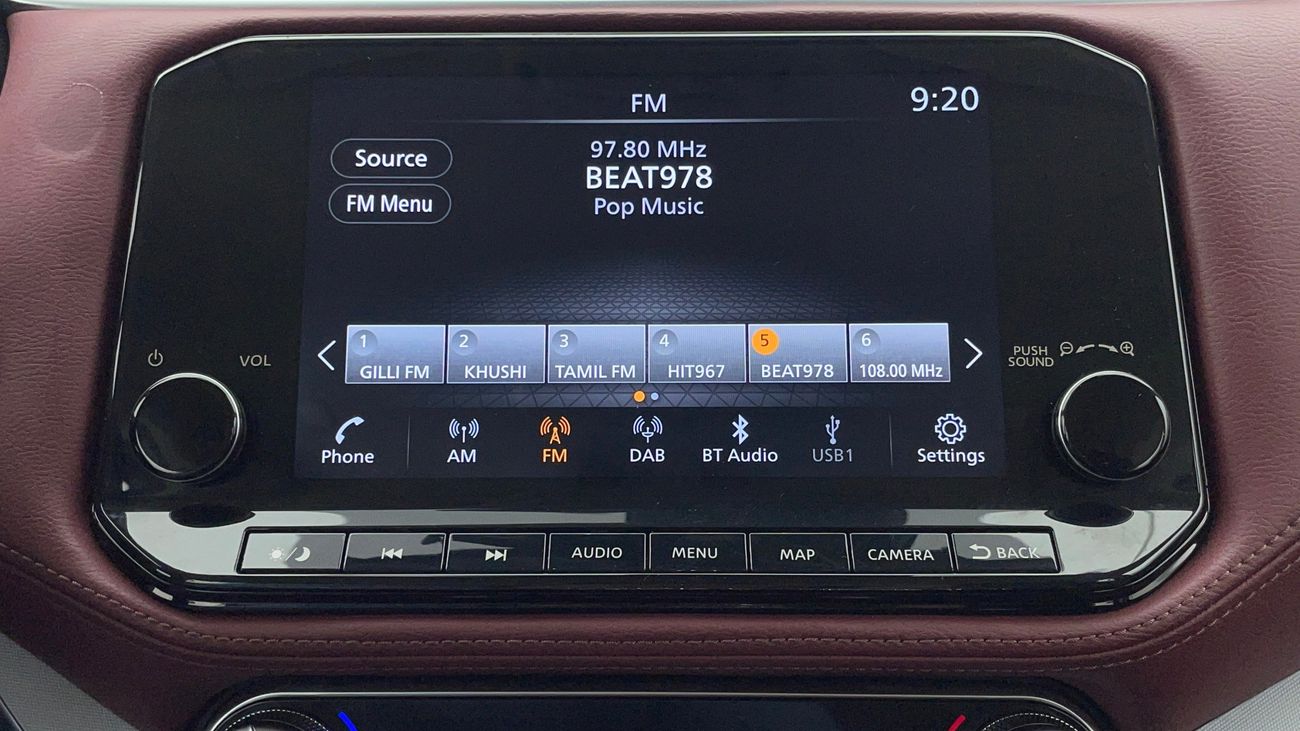 FM
9:20
Source
97.80 MHz
BEAT978
FM Menu
Pop Music
1
2
3
4
5
6
GILLI FM
KHUSHI
TAMIL FM
HIT967
BEAT978
108.00 MHz
VOL
PUSH
SOUND
Phone
AM
FM
DAB
BT Audio
USB1
Settings
AUDIO
MENU
MAP
CAMERA
BACK